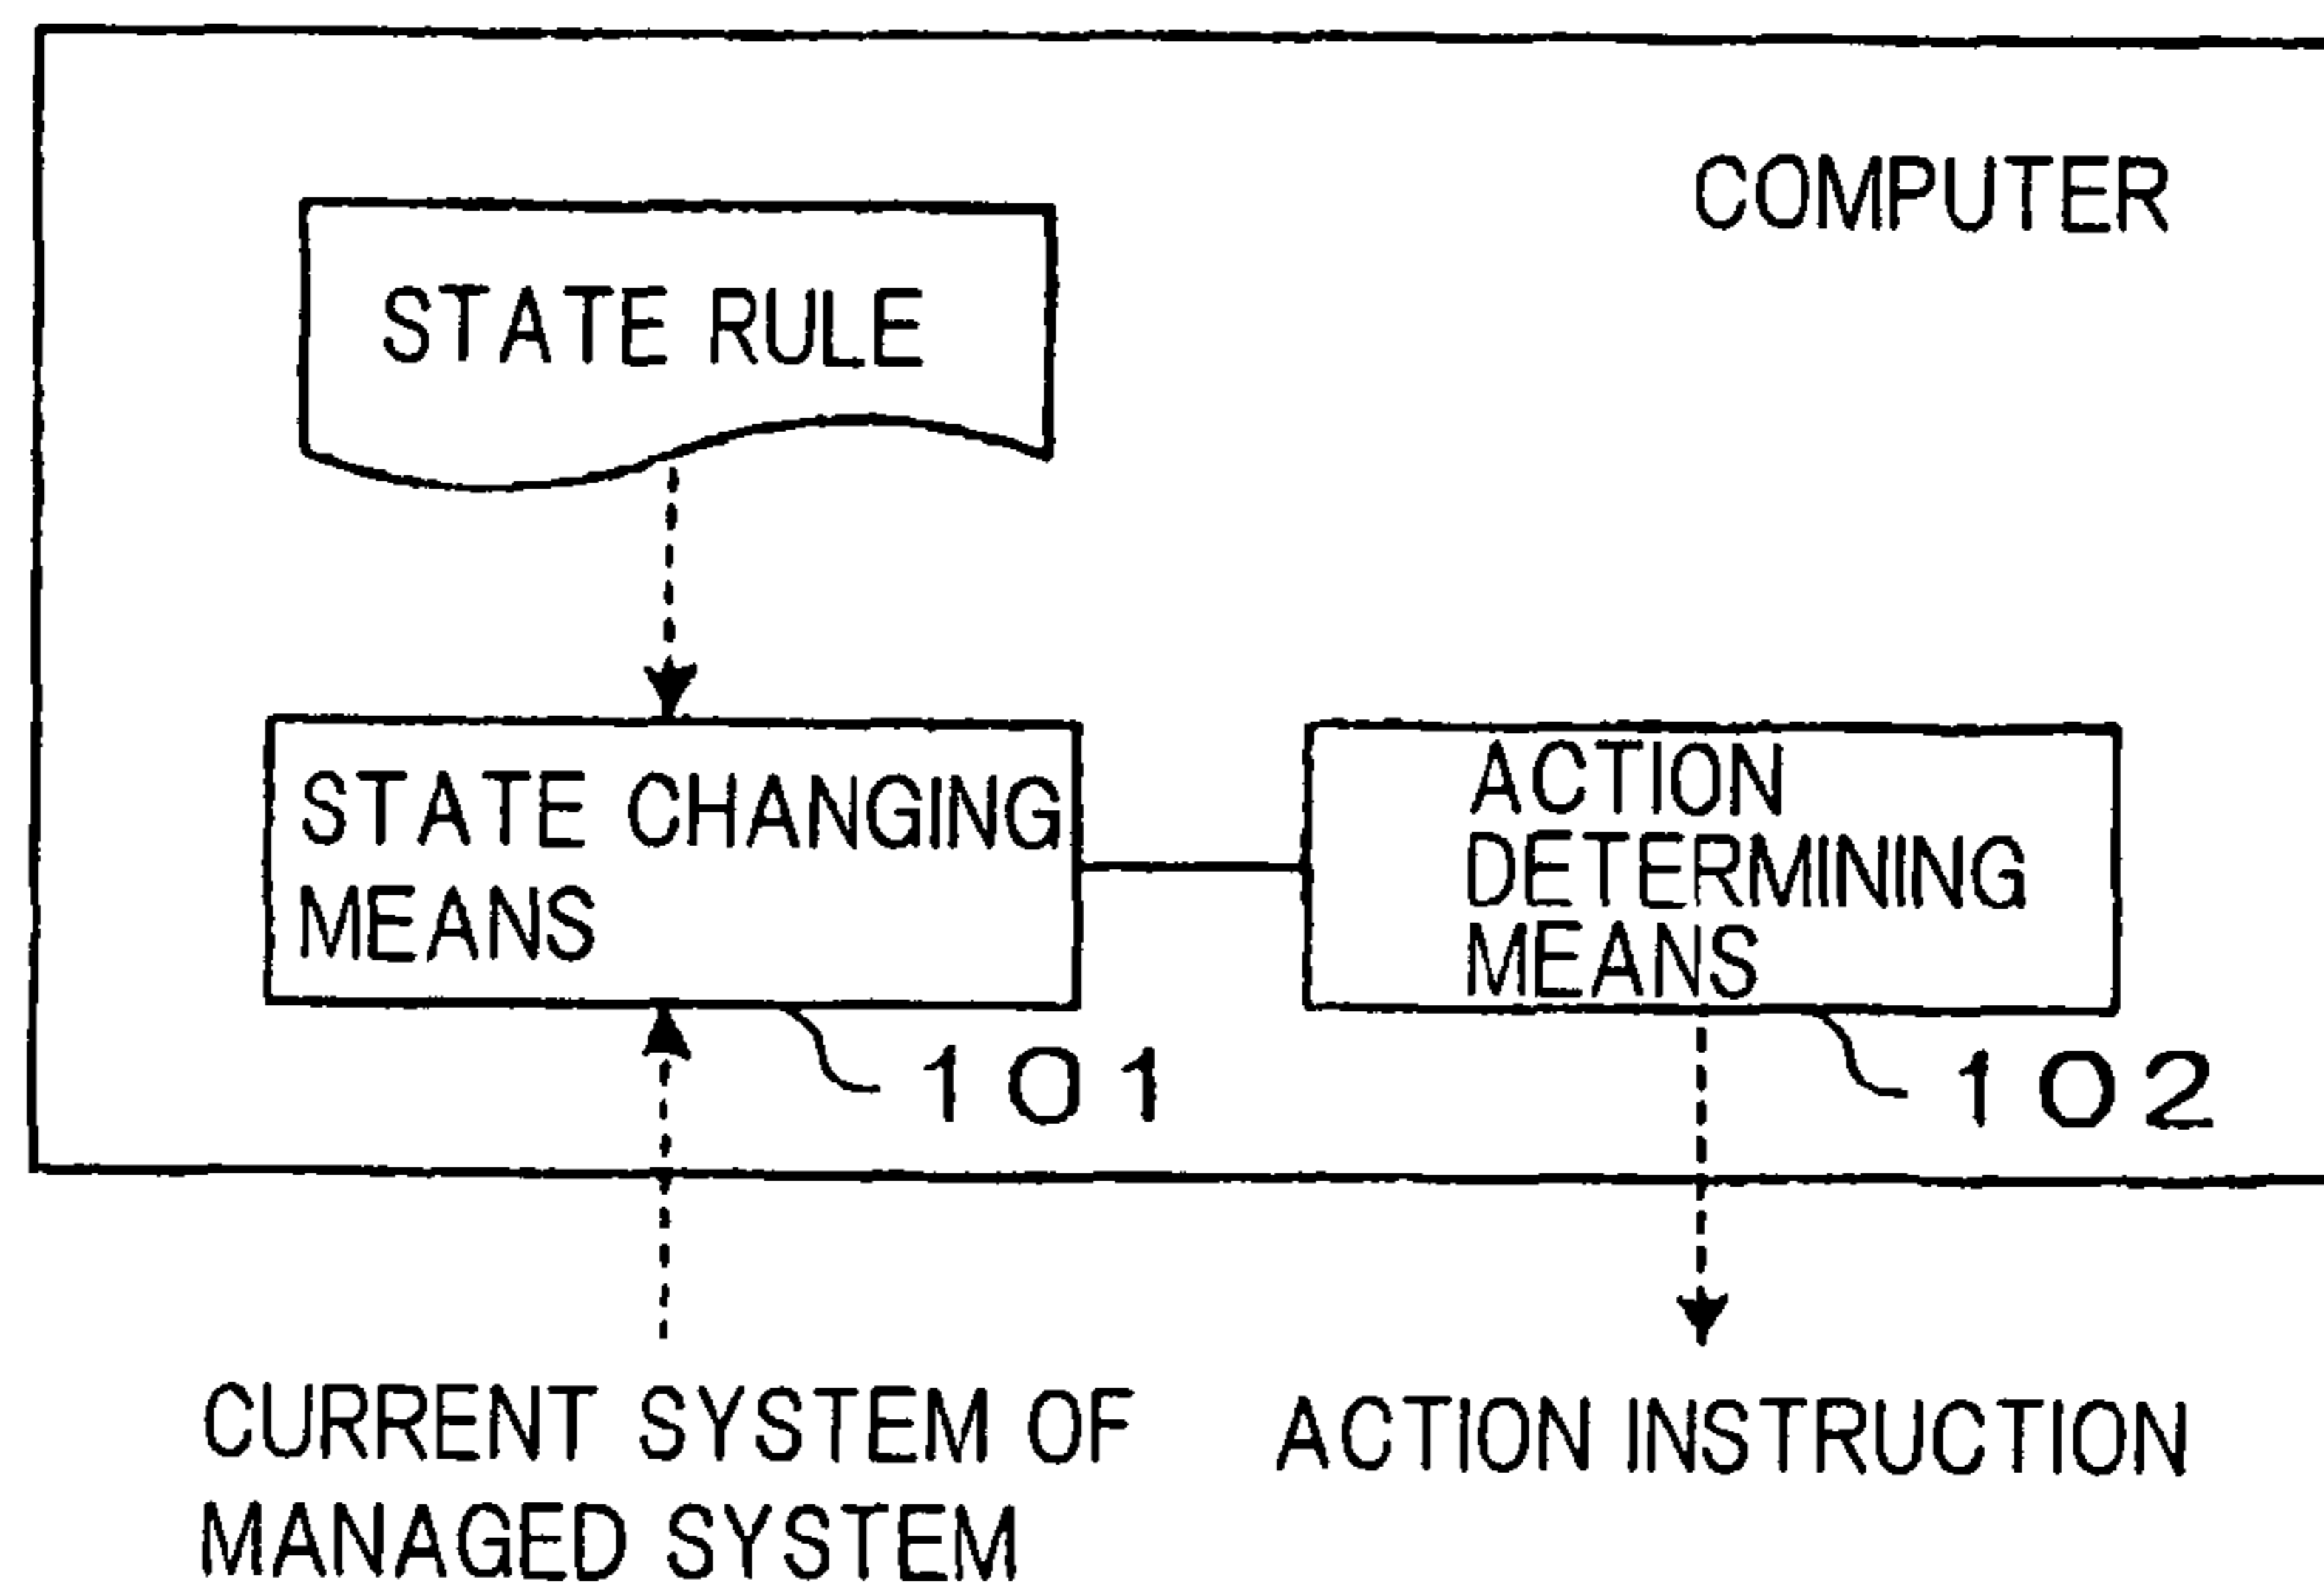 COMPUTER
STATE RULE
STATE CHANGING
MEANS
ACTION
DETERMINING
MEANS
101
102
CURRENT SYSTEM OF
MANAGED SYSTEM
ACTION INSTRUCTION